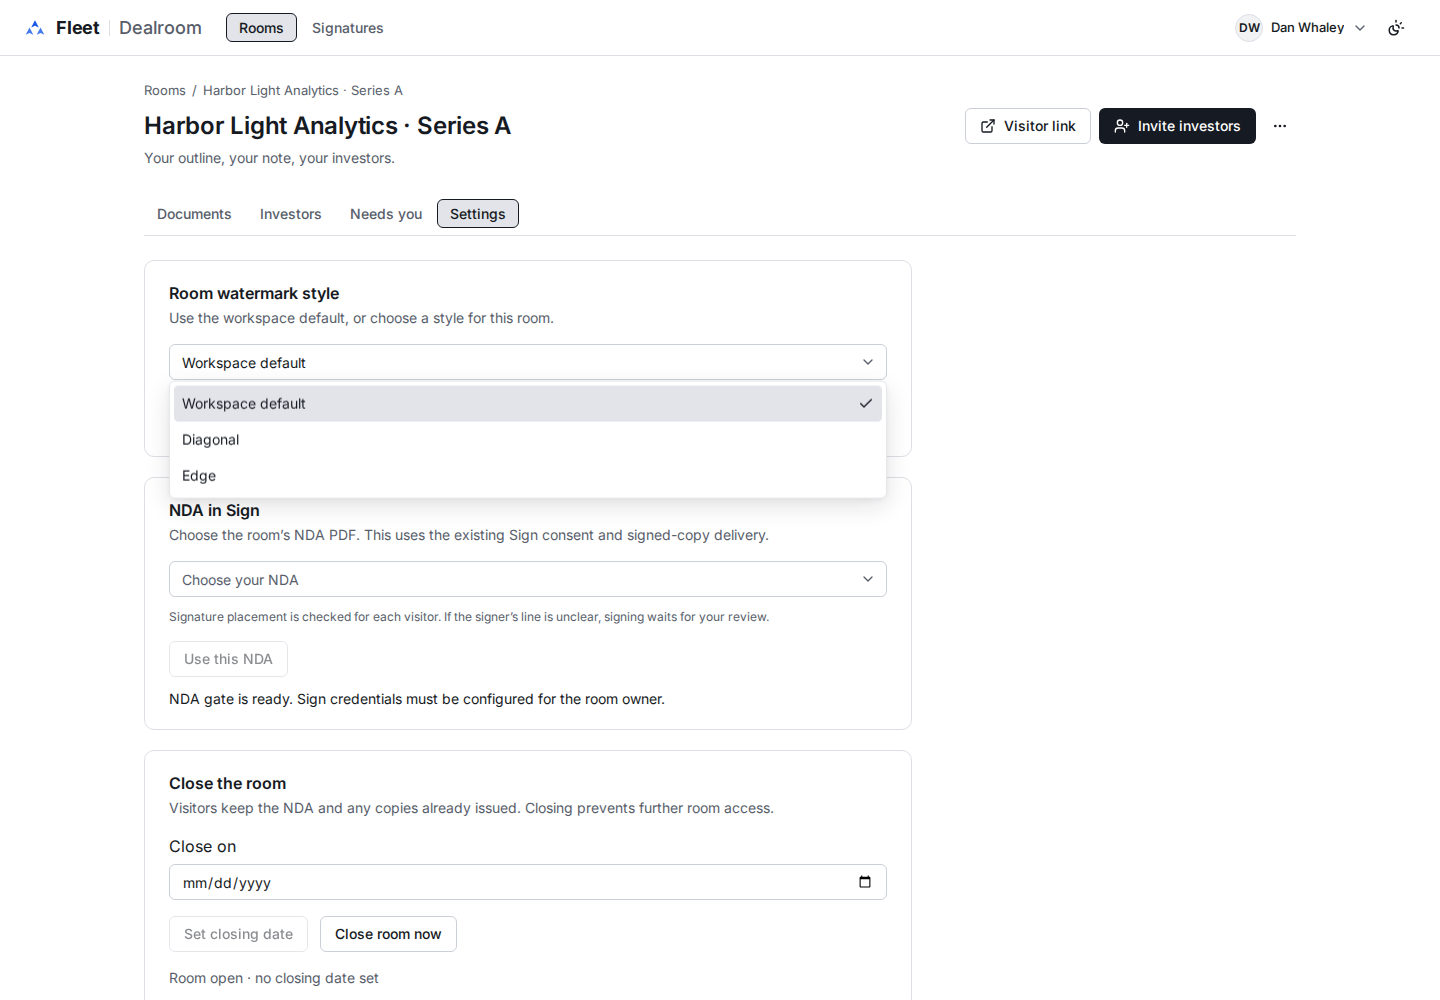 Fleet Dealroom Rooms Signatures DW Dan Whaley
Rooms / Harbor Light Analytics · Series A
Harbor Light Analytics · Series A
Visitor link
Invite investors
Your outline, your note, your investors.
Documents Investors Needs you Settings
Room watermark style
Use the workspace default, or choose a style for this room.
Workspace default
Workspace default
Diagonal
Edge
NDA in Sign
Choose the room’s NDA PDF. This uses the existing Sign consent and signed-copy delivery.
Choose your NDA
Signature placement is checked for each visitor. If the signer’s line is unclear, signing waits for your review.
Use this NDA
NDA gate is ready. Sign credentials must be configured for the room owner.
Close the room
Visitors keep the NDA and any copies already issued. Closing prevents further room access.
Close on
mm/dd/yyyy
Set closing date Close room now
Room open · no closing date set